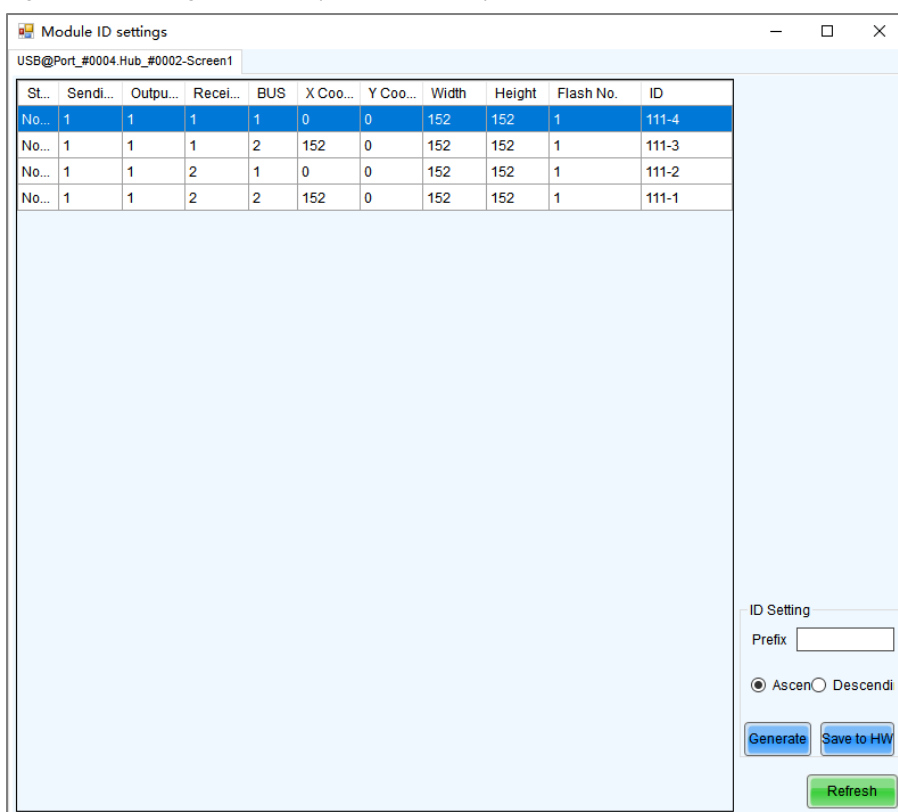 Module ID settings
USB@Port_#0004.Hub_#0002-Screen1
St... Sendi... Outpu... Recei... BUS X Coo... Y Coo... Width Height Flash No. ID
No... 1 1 1 1 0 0 152 152 1 111-4
No... 1 1 1 2 152 0 152 152 1 111-3
No... 1 1 2 1 0 0 152 152 1 111-2
No... 1 1 2 2 152 0 152 152 1 111-1
ID Setting
Prefix
Ascen Descendi
Generate Save to HW
Refresh